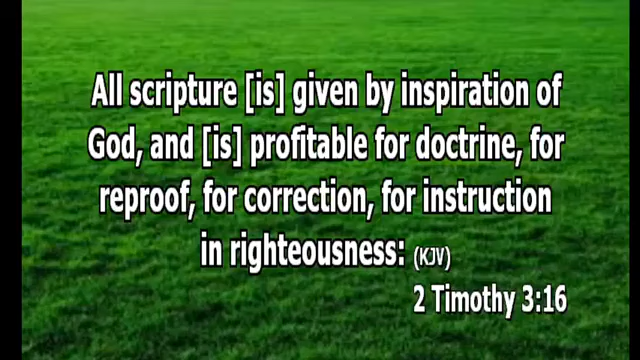 All scripture [is] given by inspiration of
God, and [is] profitable for doctrine, for
reproof, for correction, for instruction
in righteousness: (KJV)
2 Timothy 3:16